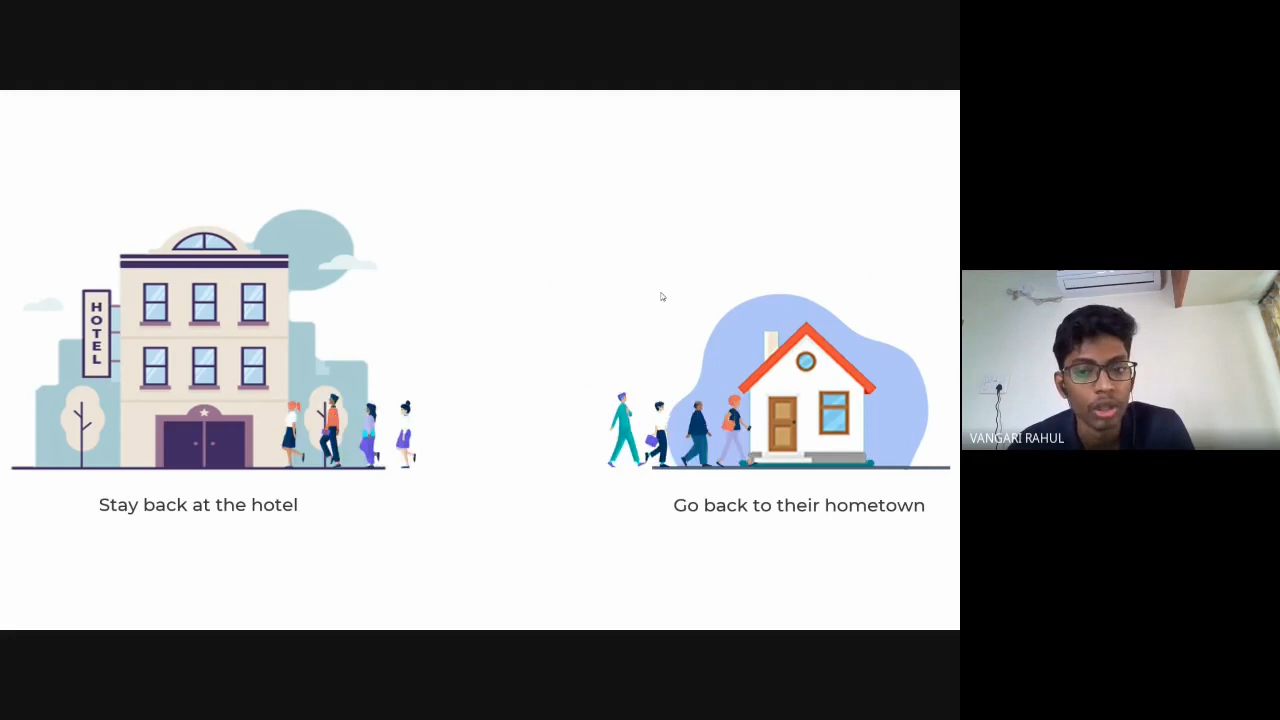 HOTEL
Stay back at the hotel
Go back to their hometown
VANGARI RAHUL